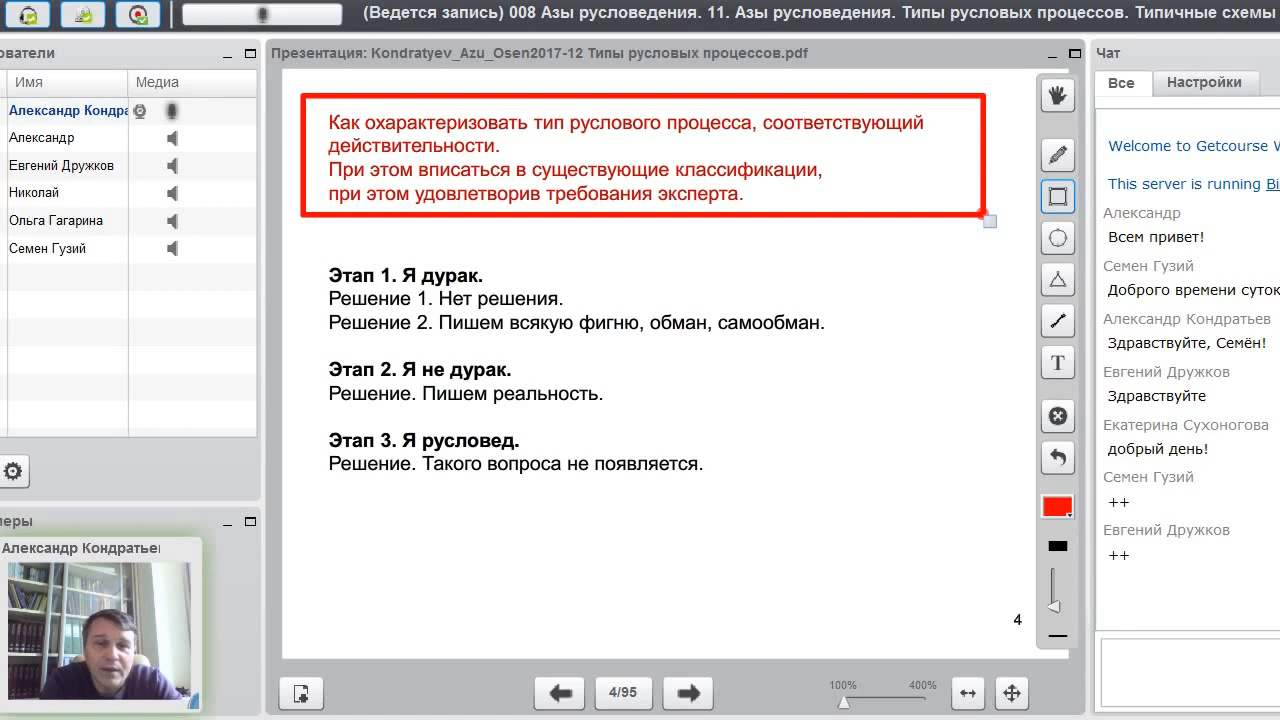 (Ведется запись) 008 Азы русловедения. 11. Азы русловедения. Типы русловых процессов. Типичные схемы
ователи
Имя Медиа
Александр Кондра
Александр
Евгений Дружков
Николай
Ольга Гагарина
Семен Гузий
меры
Александр Кондратье
Презентация: Kondratyev_Azu_Osen2017-12 Типы русловых процессов.pdf
Как охарактеризовать тип руслового процесса, соответствующий
действительности.
При этом вписаться в существующие классификации,
при этом удовлетворив требования эксперта.
Этап 1. Я дурак.
Решение 1. Нет решения.
Решение 2. Пишем всякую фигню, обман, самообман.
Этап 2. Я не дурак.
Решение. Пишем реальность.
Этап 3. Я русловед.
Решение. Такого вопроса не появляется.
4
T
4/95
100% 400%
Чат
Все Настройки
Welcome to Getcourse W
This server is running Bi
Александр
Всем привет!
Семен Гузий
Доброго времени суток
Александр Кондратьев
Здравствуйте, Семён!
Евгений Дружков
Здравствуйте
Екатерина Сухоногова
добрый день!
Семен Гузий
++
Евгений Дружков
++